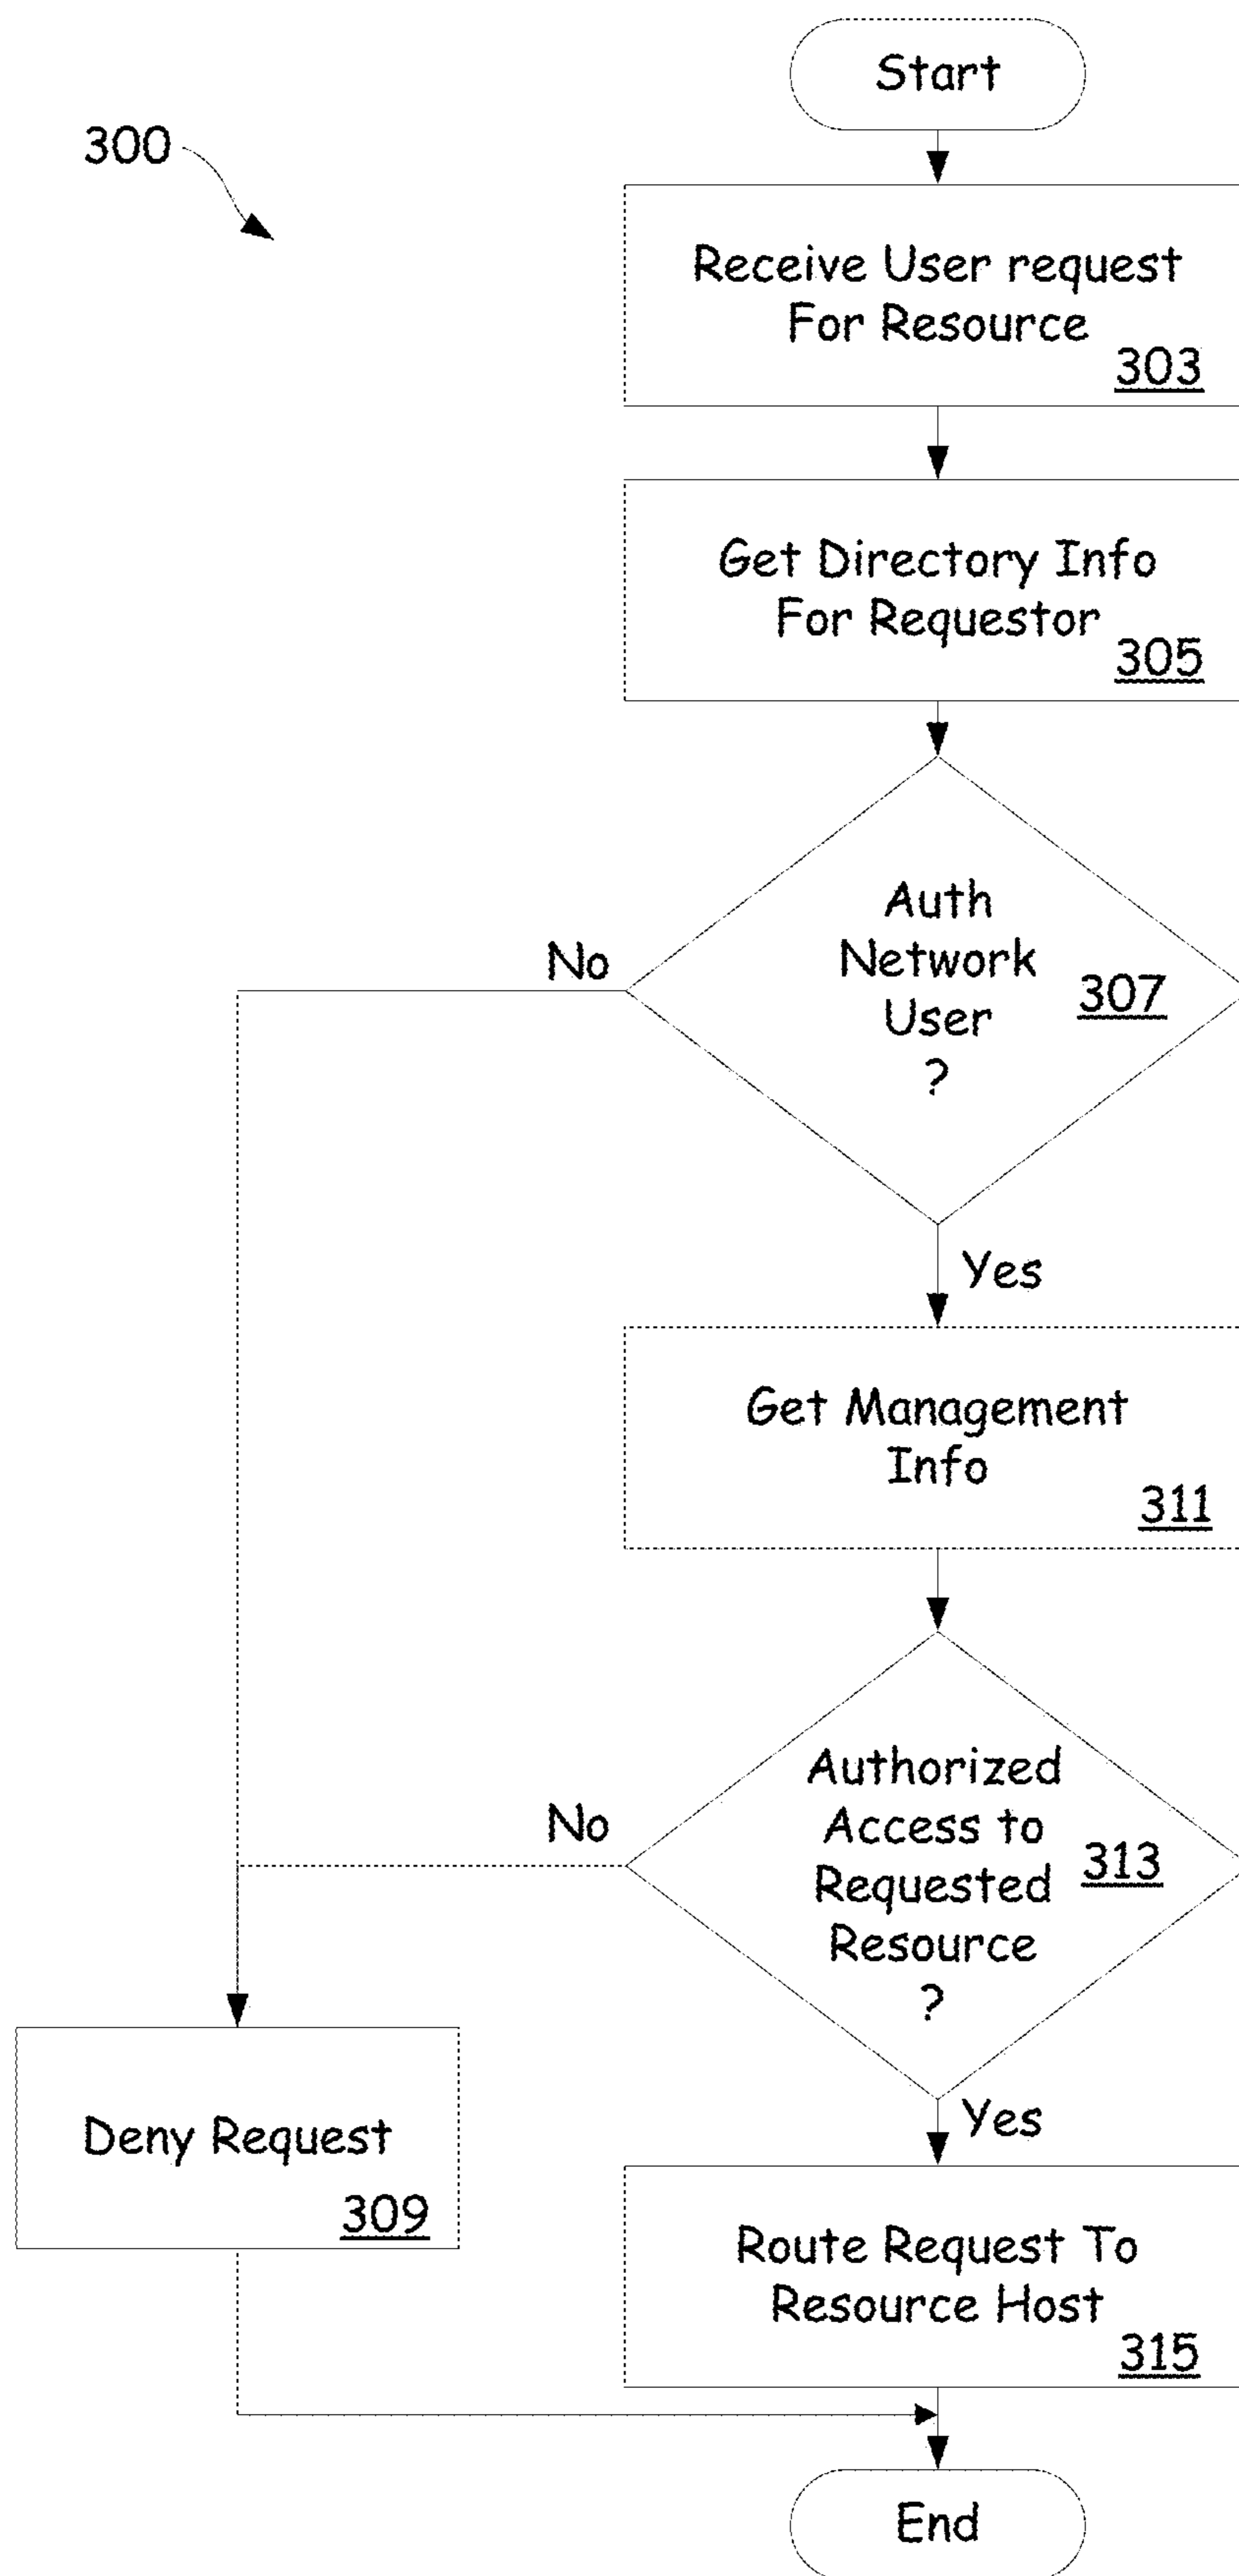 Start
300
Receive User request
For Resource
303
Get Directory Info
For Requestor
305
Auth
Network
User
?
307
No
Yes
Get Management
Info
311
Authorized
Access to
Requested
Resource
?
313
No
Yes
Deny Request
309
Route Request To
Resource Host
315
End